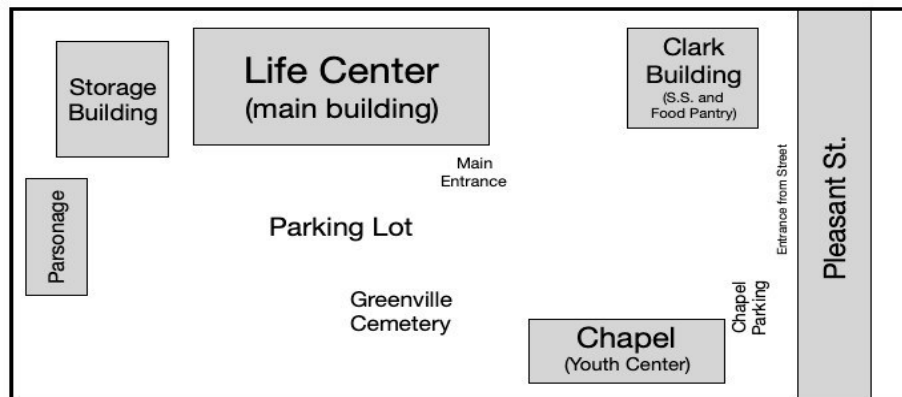 Storage
Building
Life Center
(main building)
Clark
Building
(S.S. and
Food Pantry)
Main
Entrance
Entrance from Street
Pleasant St.
Parsonage
Parking Lot
Greenville
Cemetery
Chapel
Parking
Chapel
(Youth Center)